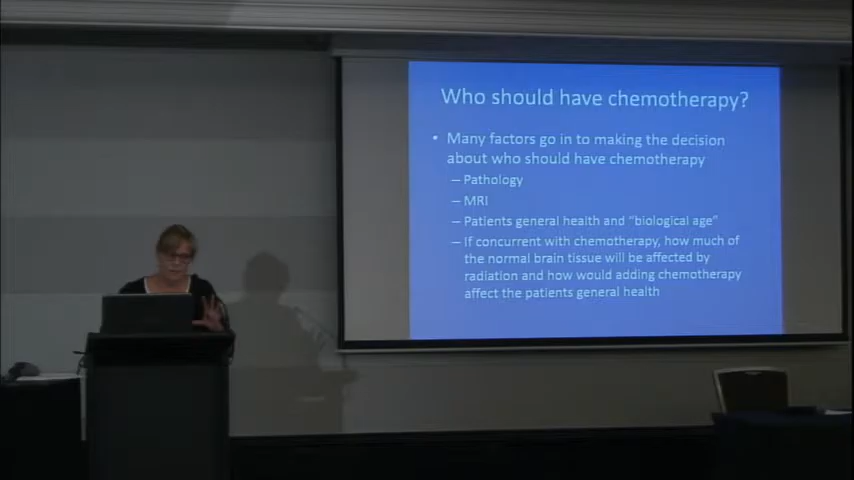 Who should have chemotherapy?
• Many factors go in to making the decision
about who should have chemotherapy
– Pathology
– MRI
– Patients general health and “biological age”
– If concurrent with chemotherapy, how much of
the normal brain tissue will be affected by
radiation and how would adding chemotherapy
affect the patients general health